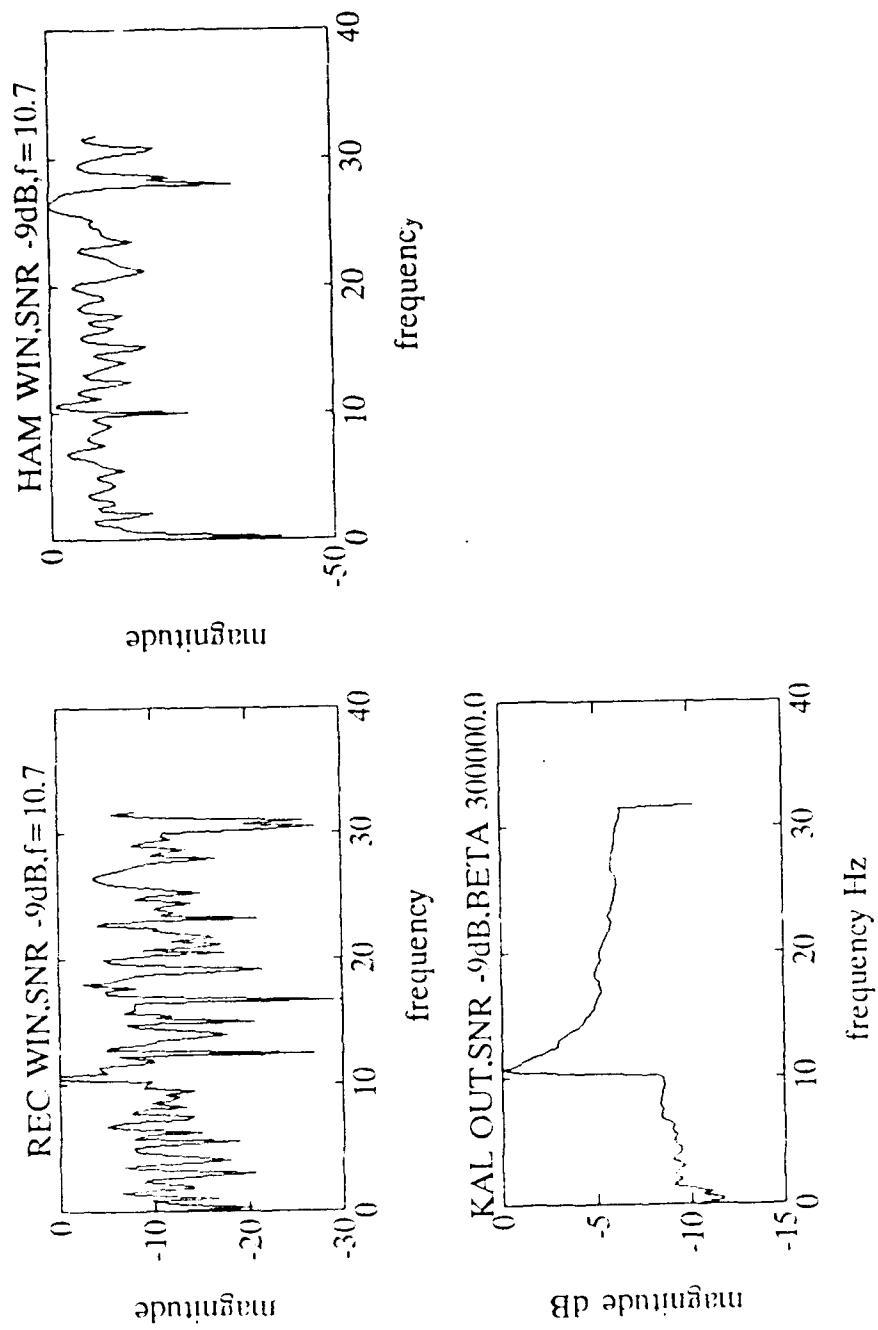 REC WIN.SNR -9dB,f= 10.7
0
-10
-20
-30
magnitude
0
10
20
30
40
frequency
HAM WIN.SNR -9dB,f= 10.7
0
-50
magnitude
0
10
20
30
40
frequency
KAL OUT.SNR -9dB.BETA 300000.0
0
-5
-10
-15
magnitude dB
0
10
20
30
40
frequency Hz